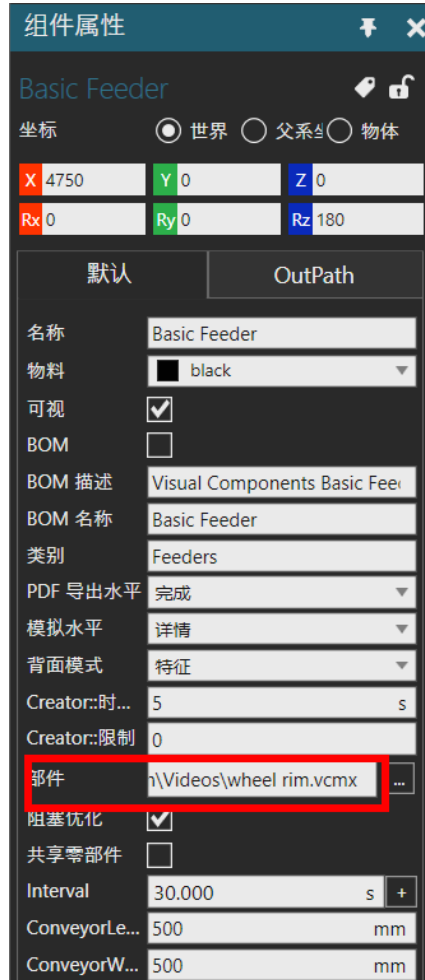 组件属性
Basic Feeder
坐标 世界 父系坐 物体
X 4750 Y 0 Z 0
Rx 0 Ry 0 Rz 180
默认 OutPath
名称 Basic Feeder
物料 black
可视
BOM
BOM 描述 Visual Components Basic Fee
BOM 名称 Basic Feeder
类别 Feeders
PDF 导出水平 完成
模拟水平 详情
背面模式 特征
Creator::时... 5 s
Creator::限制 0
部件 \Videos\wheel rim.vcmx ...
阻塞优化
共享零部件
Interval 30.000 s +
ConveyorLe... 500 mm
ConveyorW... 500 mm